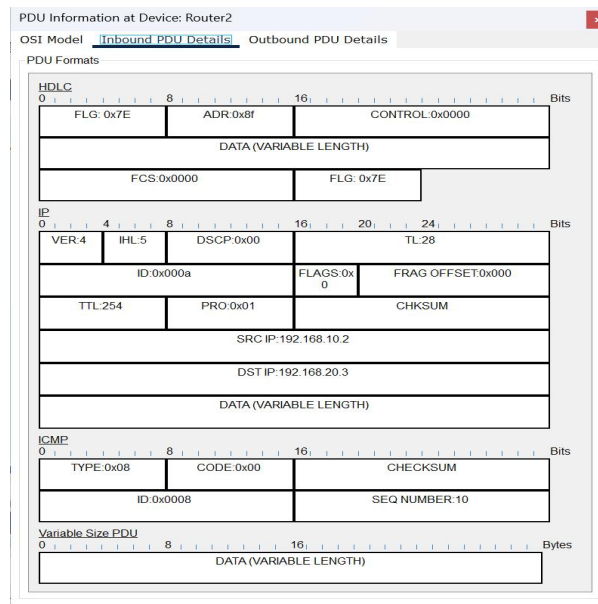 PDU Information at Device: Router2
OSI Model Inbound PDU Details Outbound PDU Details
PDU Formats
HDLC
0 8 16 Bits
FLG: 0x7E ADR:0x8f CONTROL:0x0000
DATA (VARIABLE LENGTH)
FCS:0x0000 FLG: 0x7E
IP
0 4 8 16 20 24 Bits
VER:4 IHL:5 DSCP:0x00 TL:28
ID:0x000a FLAGS:0x
0 FRAG OFFSET:0x000
TTL:254 PRO:0x01 CHKSUM
SRC IP:192.168.10.2
DST IP:192.168.20.3
DATA (VARIABLE LENGTH)
ICMP
0 8 16 Bits
TYPE:0x08 CODE:0x00 CHECKSUM
ID:0x0008 SEQ NUMBER:10
Variable Size PDU
0 8 16 Bytes
DATA (VARIABLE LENGTH)